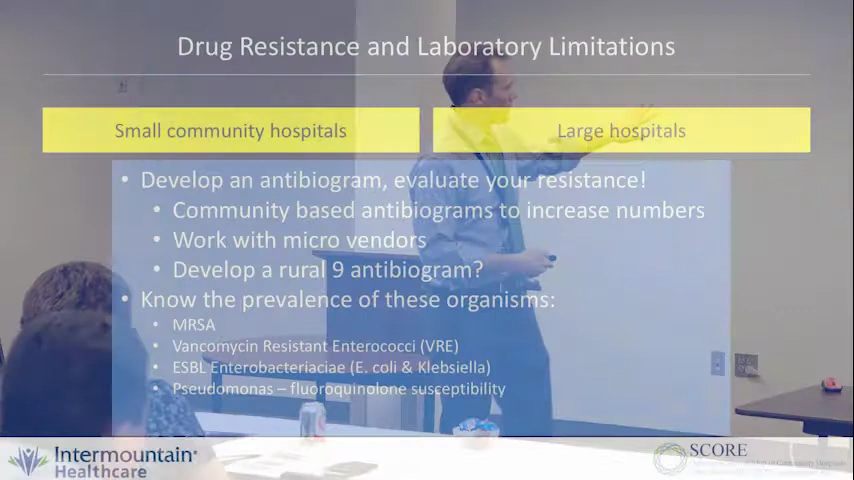 Drug Resistance and Laboratory Limitations
Small community hospitals
Large hospitals
• Develop an antibiogram, evaluate your resistance!
• Community based antibiograms to increase numbers
• Work with micro vendors
• Develop a rural 9 antibiogram?
• Know the prevalence of these organisms:
• MRSA
• Vancomycin Resistant Enterococci (VRE)
• ESBL Enterobacteriaceae (E. coli & Klebsiella)
• Pseudomonas – fluoroquinolone susceptibility
Intermountain
Healthcare
SCORE